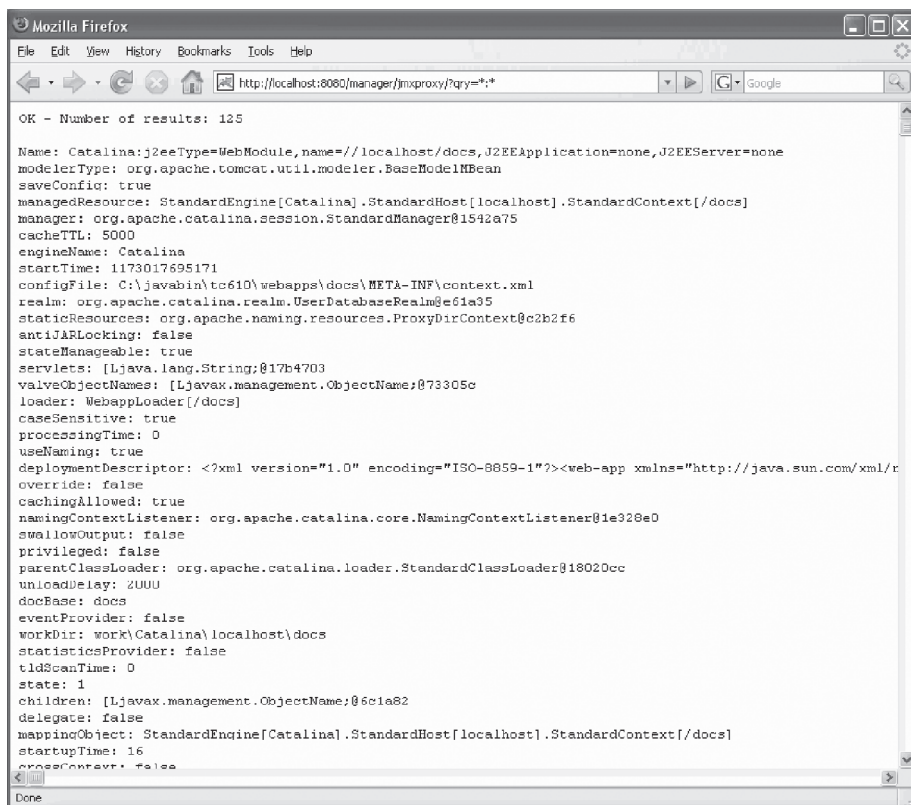 Mozilla Firefox
File Edit View History Bookmarks Tools Help
http://localhost:8080/manager/jmxproxy/?qry=*:*
G Google
OK - Number of results: 125
Name: Catalina:j2eeType=WebModule,name=//localhost/docs,J2EEApplication=none,J2EEServer=none
modelerType: org.apache.tomcat.util.modeler.BaseModelMBean
saveConfig: true
managedResource: StandardEngine[Catalina].StandardHost[localhost].StandardContext[/docs]
manager: org.apache.catalina.session.StandardManager@1542a75
cacheTTL: 5000
engineName: Catalina
startTime: 1173017695171
configFile: C:\javabin\tc610\webapps\docs\META-INF\context.xml
realm: org.apache.catalina.realm.UserDatabaseRealm@e61a35
staticResources: org.apache.naming.resources.ProxyDirContext@c2b2f6
antiJARLocking: false
stateManageable: true
servlets: [Ljava.lang.String;@17b4703
valveObjectNames: [Ljavax.management.ObjectName;@73305c
loader: WebappLoader[/docs]
caseSensitive: true
processingTime: 0
useNaming: true
deploymentDescriptor: <?xml version="1.0" encoding="ISO-8859-1"?><web-app xmlns="http://java.sun.com/xml/n
override: false
cachingAllowed: true
namingContextListener: org.apache.catalina.core.NamingContextListener@1e328e0
swallowOutput: false
privileged: false
parentClassLoader: org.apache.catalina.loader.StandardClassLoader@18020cc
unloadDelay: 2000
docBase: docs
eventProvider: false
workDir: work\Catalina\localhost\docs
statisticsProvider: false
tldScanTime: 0
state: 1
children: [Ljavax.management.ObjectName;@6c1a82
delegate: false
mappingObject: StandardEngine[Catalina].StandardHost[localhost].StandardContext[/docs]
startupTime: 16
crossContext: false
Done